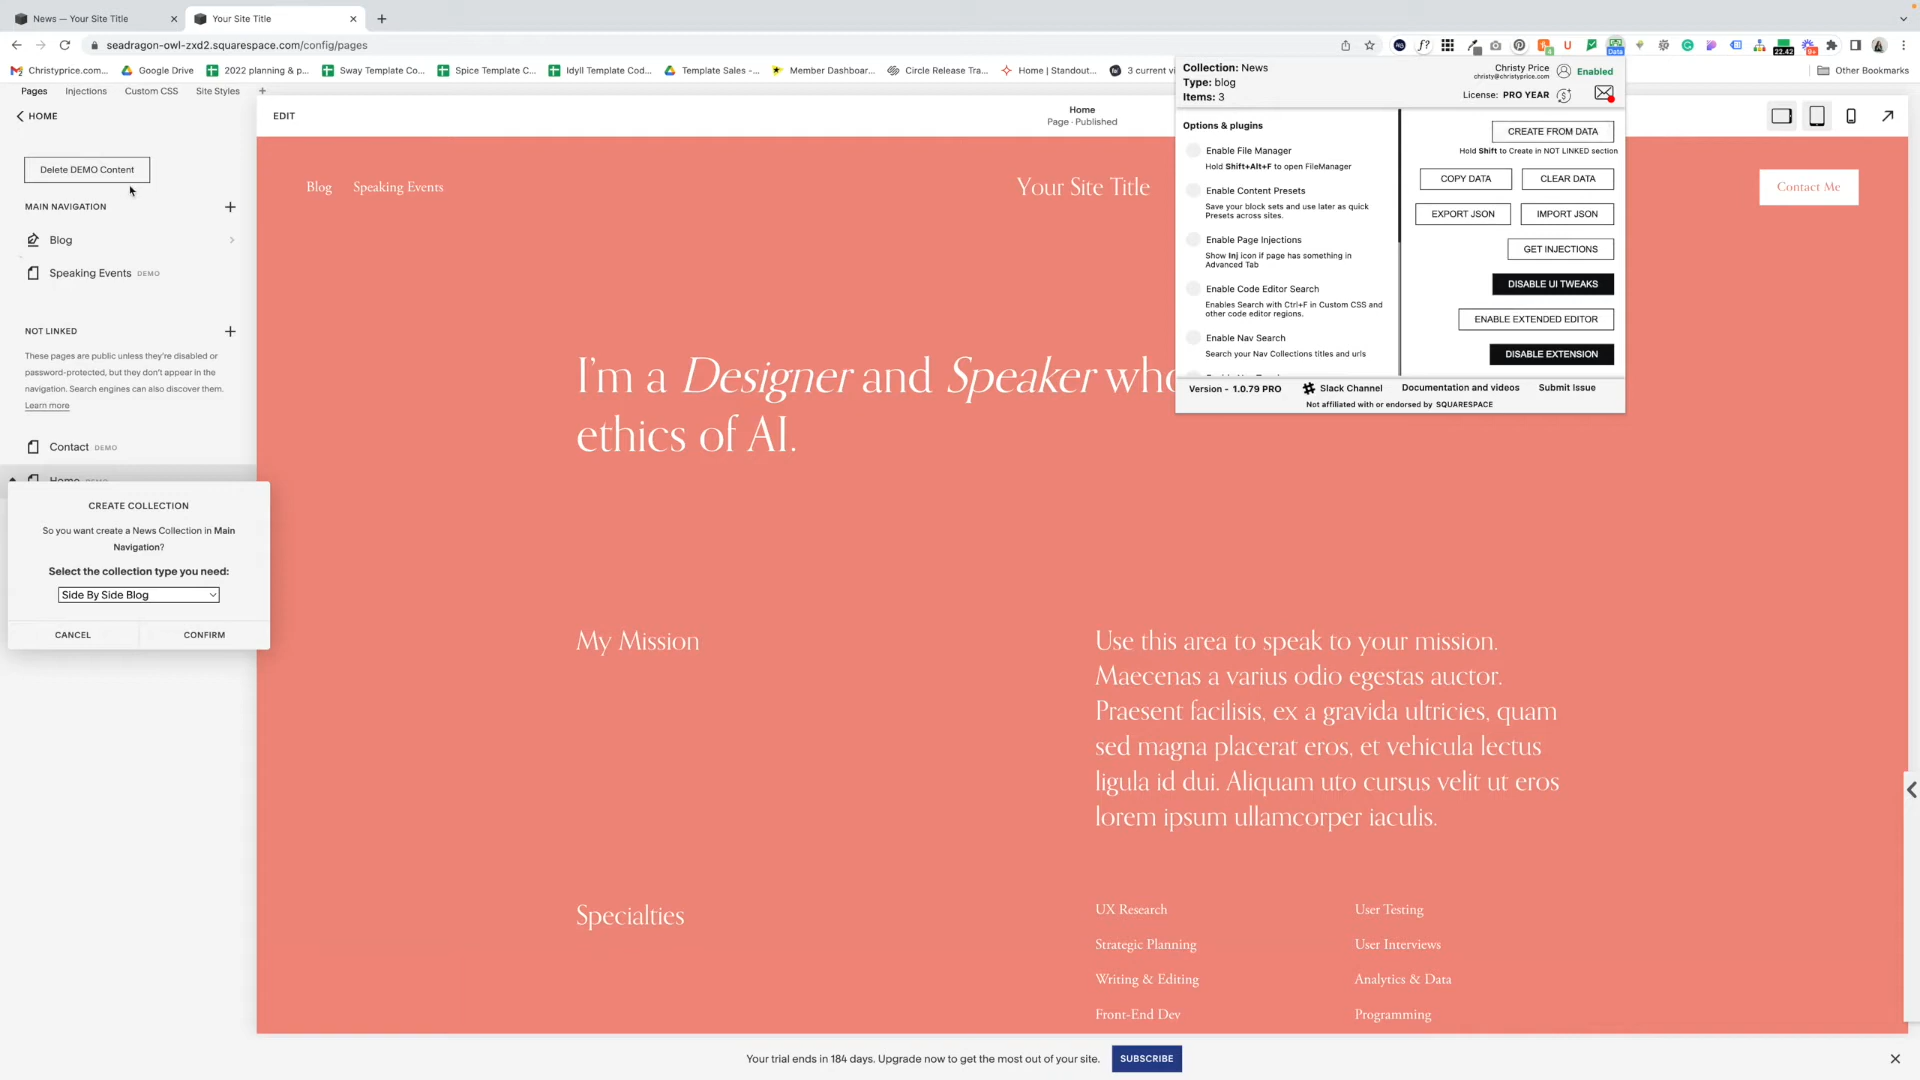 News — Your Site Title
Your Site Title
seadragon-owl-zxd2.squarespace.com/config/pages
Christyprice.com...
Google Drive
2022 planning & p...
Sway Template Co...
Spice Template C...
Idyll Template Cod...
Template Sales -...
Member Dashboar...
Circle Release Tra...
Home | Standout...
3 current vi
Other Bookmarks
Pages
Injections
Custom CSS
Site Styles
HOME
Delete DEMO Content
MAIN NAVIGATION
Blog
Speaking Events DEMO
NOT LINKED
These pages are public unless they're disabled or
password-protected, but they don't appear in the
navigation. Search engines can also discover them.
Learn more
Contact DEMO
CREATE COLLECTION
So you want create a News Collection in Main
Navigation?
Select the collection type you need:
Side By Side Blog
CANCEL
CONFIRM
EDIT
Home
Page · Published
Blog
Speaking Events
Your Site Title
Contact Me
I'm a Designer and Speaker who
ethics of AI.
My Mission
Use this area to speak to your mission.
Maecenas a varius odio egestas auctor.
Praesent facilisis, ex a gravida ultricies, quam
sed magna placerat eros, et vehicula lectus
ligula id dui. Aliquam uto cursus velit ut eros
lorem ipsum ullamcorper iaculis.
Specialties
UX Research
User Testing
Strategic Planning
User Interviews
Writing & Editing
Analytics & Data
Front-End Dev
Programming
Collection: News
Type: blog
Items: 3
Christy Price
christy@christyprice.com
Enabled
License: PRO YEAR
Options & plugins
Enable File Manager
Hold Shift+Alt+F to open FileManager
Enable Content Presets
Save your block sets and use later as quick
Presets across sites.
Enable Page Injections
Show Inj icon if page has something in
Advanced Tab
Enable Code Editor Search
Enables Search with Ctrl+F in Custom CSS and
other code editor regions.
Enable Nav Search
Search your Nav Collections titles and urls
CREATE FROM DATA
Hold Shift to Create in NOT LINKED section
COPY DATA
CLEAR DATA
EXPORT JSON
IMPORT JSON
GET INJECTIONS
DISABLE UI TWEAKS
ENABLE EXTENDED EDITOR
DISABLE EXTENSION
Version - 1.0.79 PRO
Slack Channel
Documentation and videos
Submit Issue
Not affiliated with or endorsed by SQUARESPACE
Your trial ends in 184 days. Upgrade now to get the most out of your site.
SUBSCRIBE